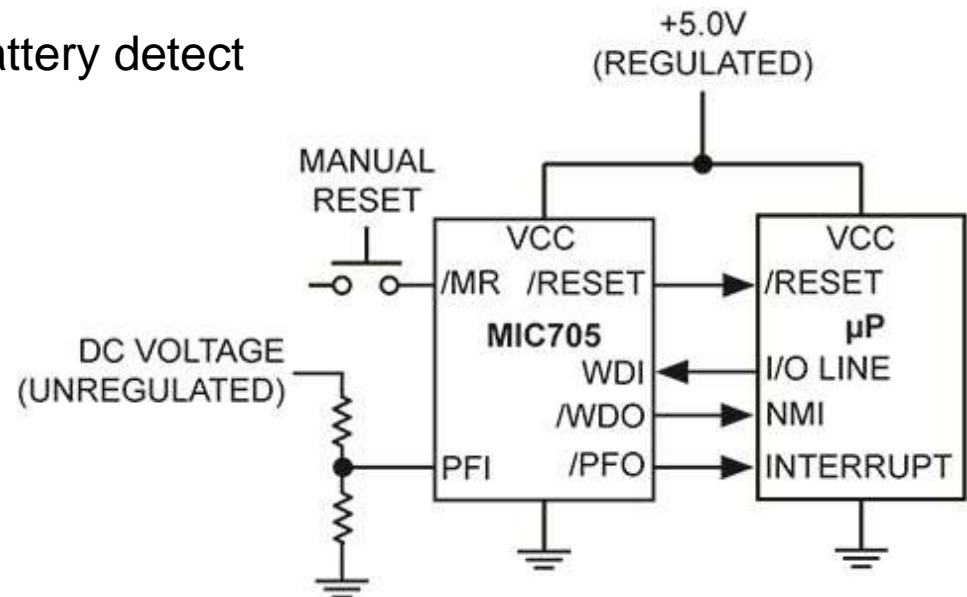 attery detect
+5.0V
(REGULATED)
MANUAL
RESET
VCC
VCC
/MR /RESET
/RESET
MIC705
µP
DC VOLTAGE
(UNREGULATED)
WDI
I/O LINE
/WDO
NMI
PFI
/PFO
INTERRUPT